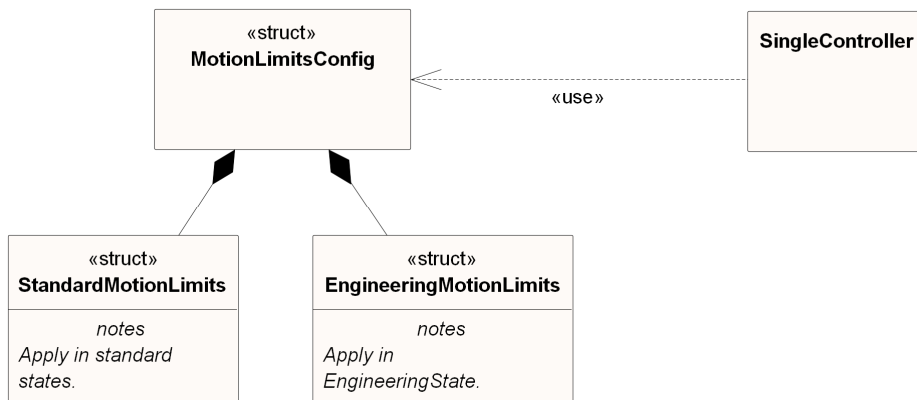 «struct»
MotionLimitsConfig
SingleController
«use»
«struct»
StandardMotionLimits
notes
Apply in standard
states.
«struct»
EngineeringMotionLimits
notes
Apply in
EngineeringState.